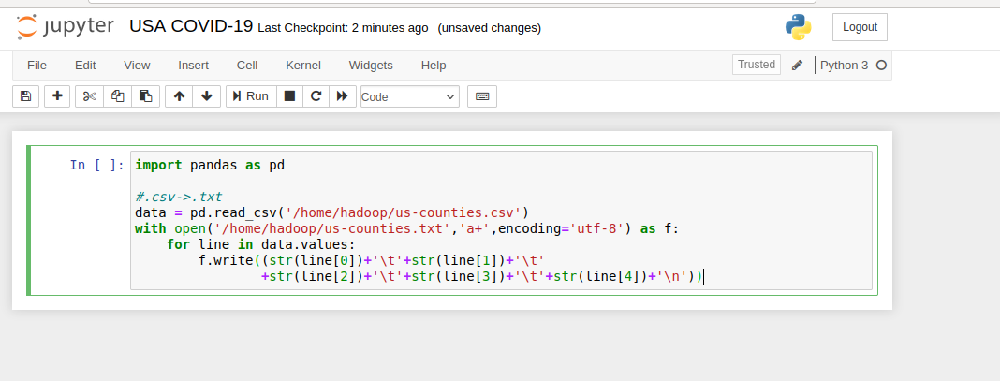 jupyter USA COVID-19 Last Checkpoint: 2 minutes ago (unsaved changes) Logout
File Edit View Insert Cell Kernel Widgets Help Trusted Python 3
Run Code
In [ ]: import pandas as pd
#.csv->.txt
data = pd.read_csv('/home/hadoop/us-counties.csv')
with open('/home/hadoop/us-counties.txt','a+',encoding='utf-8') as f:
    for line in data.values:
        f.write((str(line[0])+'\t'+str(line[1])+'\t'
                +str(line[2])+'\t'+str(line[3])+'\t'+str(line[4])+'\n'))